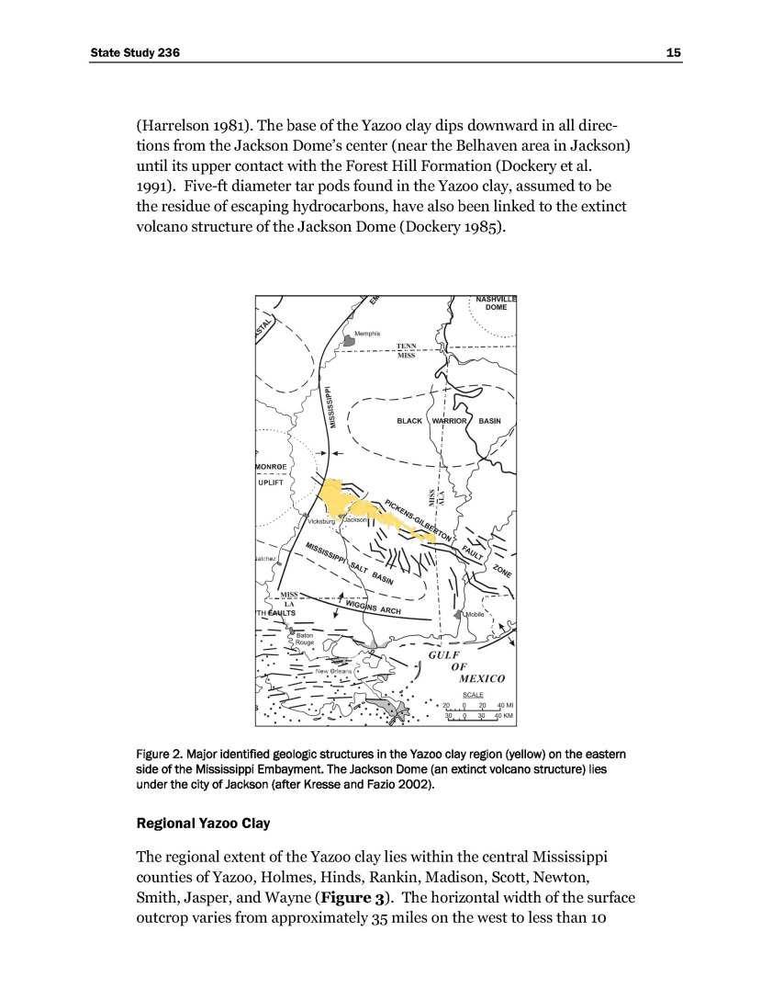 State Study 236 15
(Harrelson 1981). The base of the Yazoo clay dips downward in all direc-
tions from the Jackson Dome's center (near the Belhaven area in Jackson)
until its upper contact with the Forest Hill Formation (Dockery et al.
1991).  Five-ft diameter tar pods found in the Yazoo clay, assumed to be
the residue of escaping hydrocarbons, have also been linked to the extinct
volcano structure of the Jackson Dome (Dockery 1985).
EM
NASHVILLE
DOME
STAL
Memphis
TENN
MISS
MISSISSIPPI
BLACK WARRIOR BASIN
MONROE
UPLIFT
MISS
ALA
PICKENS-GILBERTON FAULT ZONE
Vicksburg
Jackson
MISSISSIPPI SALT BASIN
atchez
MISS
LA
WIGGINS ARCH
TH FAULTS
Mobile
Baton
Rouge
GULF
OF
MEXICO
New Orleans
SCALE
20 0 20 40 MI
30 0 30 40 KM
S
Figure 2. Major identified geologic structures in the Yazoo clay region (yellow) on the eastern
side of the Mississippi Embayment. The Jackson Dome (an extinct volcano structure) lies
under the city of Jackson (after Kresse and Fazio 2002).
Regional Yazoo Clay
The regional extent of the Yazoo clay lies within the central Mississippi
counties of Yazoo, Holmes, Hinds, Rankin, Madison, Scott, Newton,
Smith, Jasper, and Wayne (Figure 3).  The horizontal width of the surface
outcrop varies from approximately 35 miles on the west to less than 10